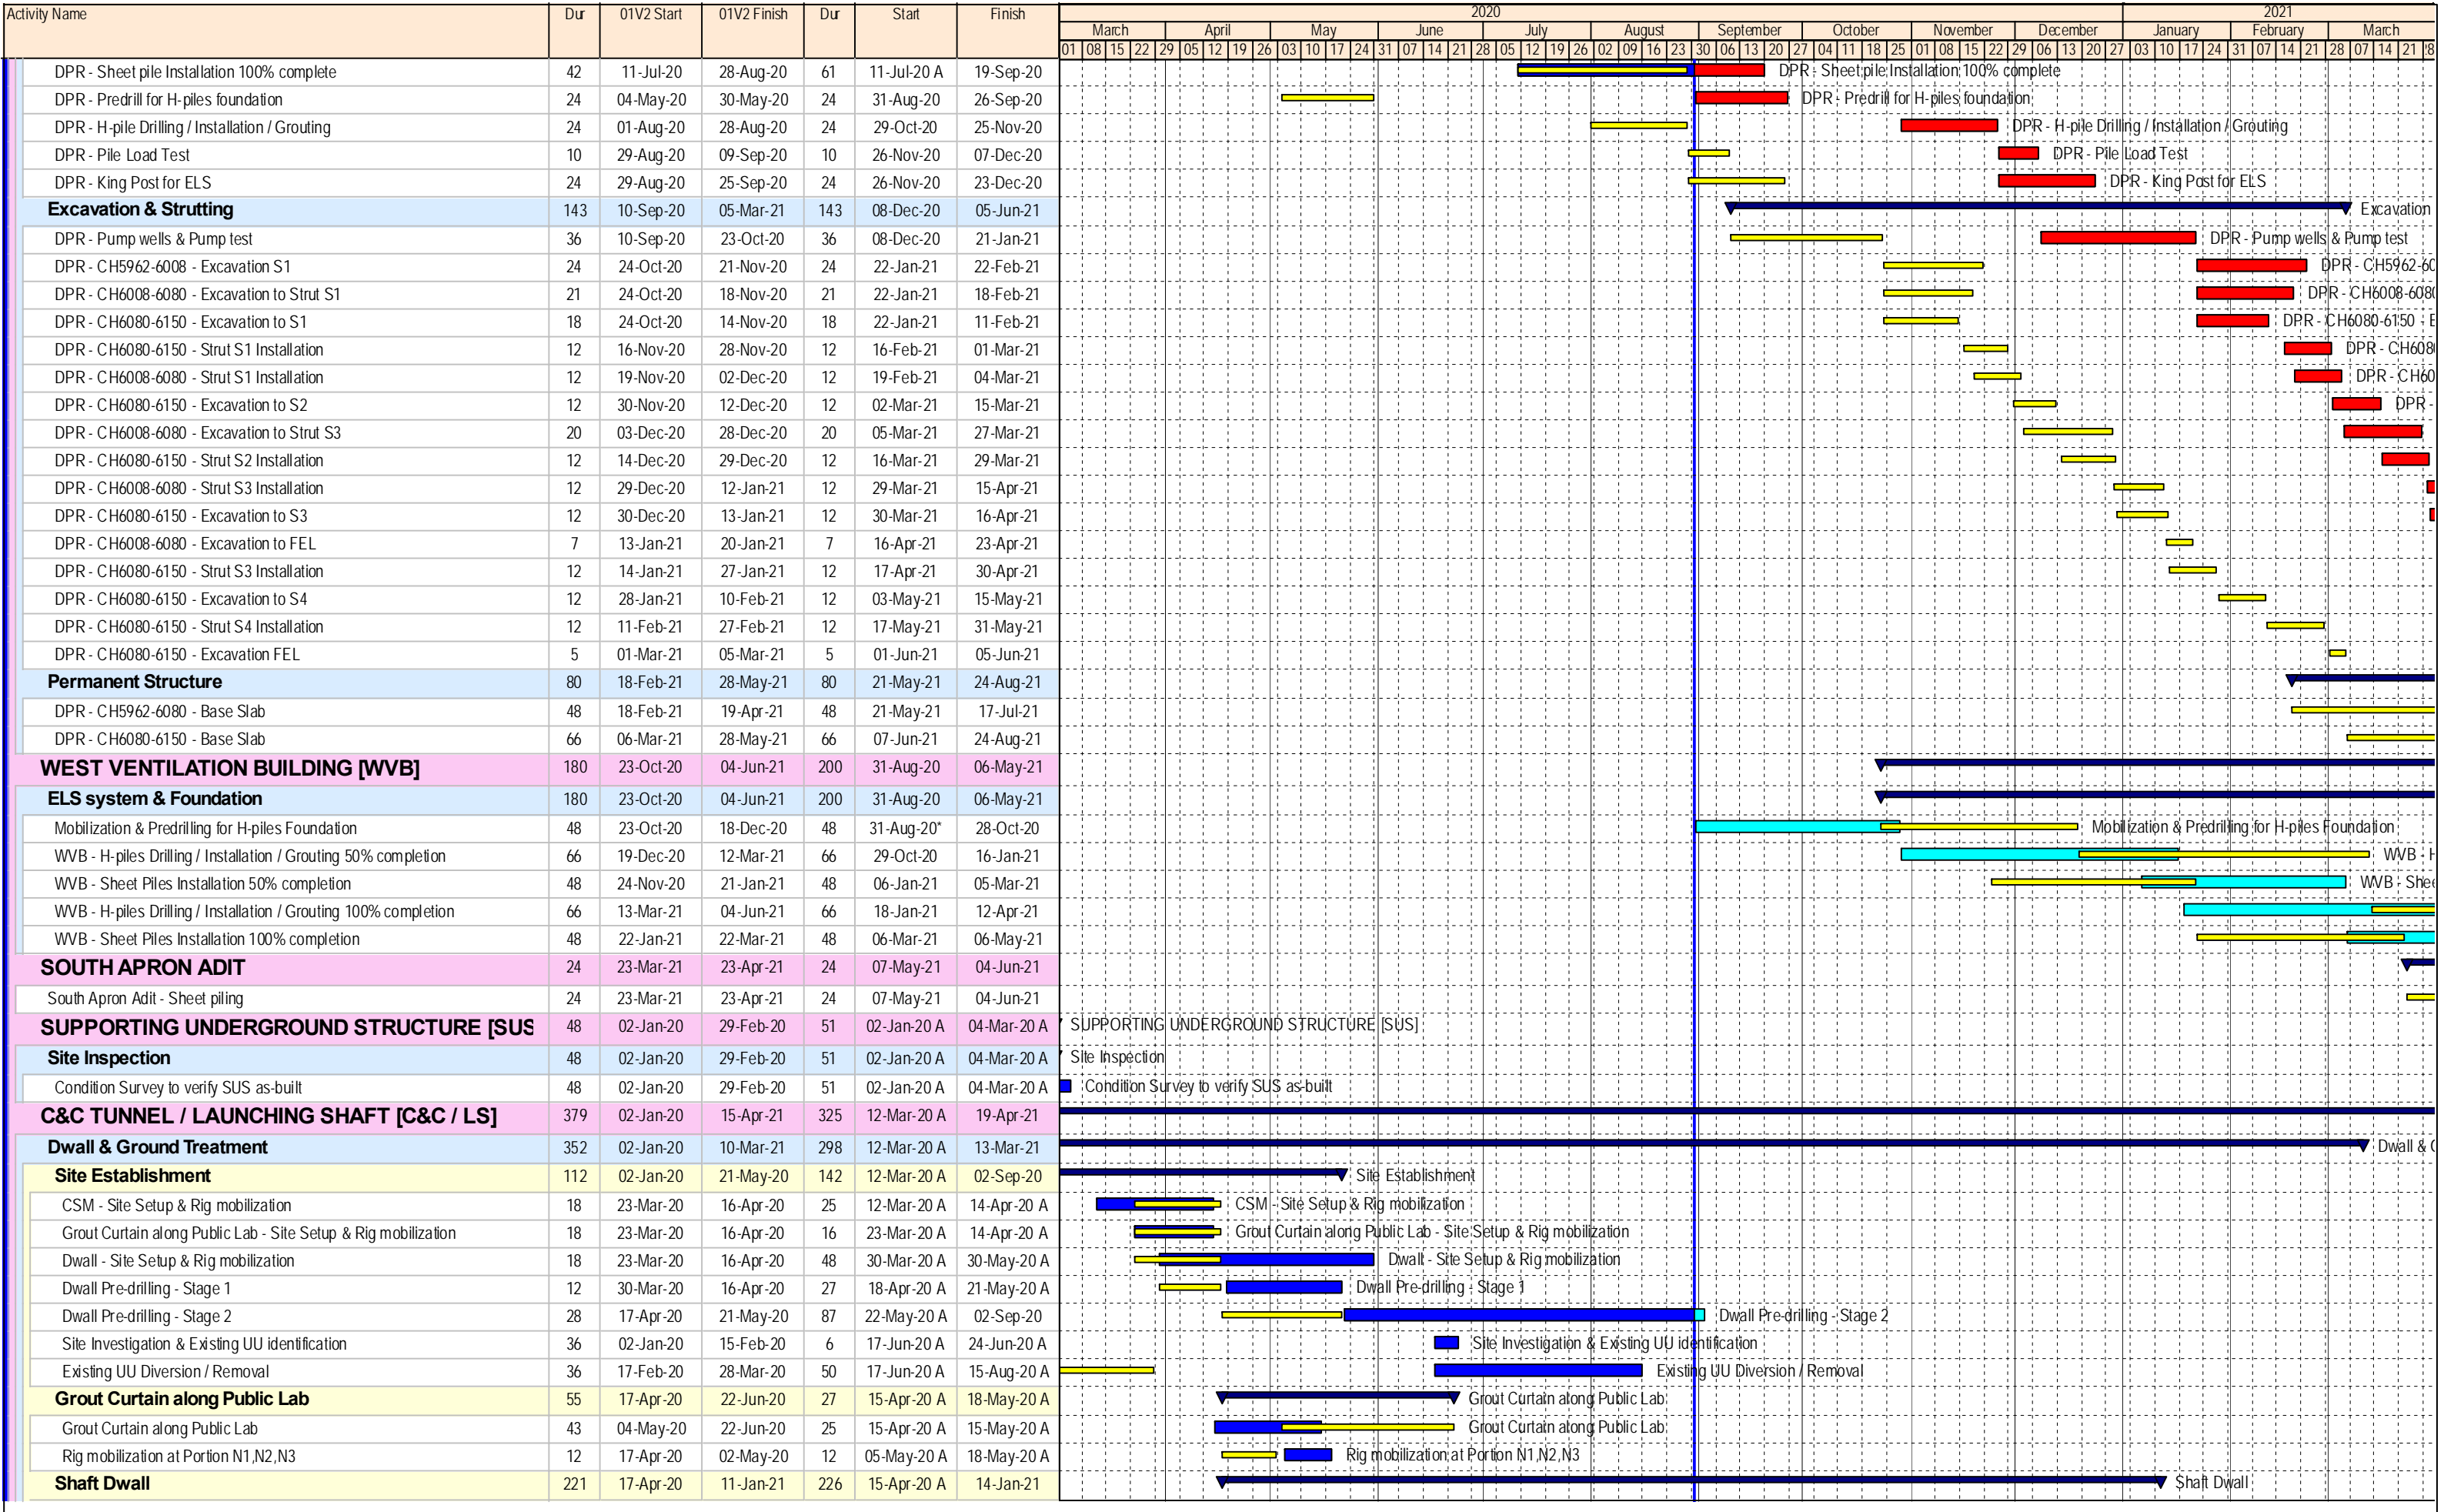 Activity Name Dur 01V2 Start 01V2 Finish Dur Start Finish 2020 2021
March April May June July August September October November December January February March
01 08 15 22 29 05 12 19 26 03 10 17 24 31 07 14 21 28 05 12 19 26 02 09 16 23 30 06 13 20 27 04 11 18 25 01 08 15 22 29 06 13 20 27 03 10 17 24 31 07 14 21 28 07 14 21 '8
DPR - Sheet pile Installation 100% complete 42 11-Jul-20 28-Aug-20 61 11-Jul-20 A 19-Sep-20 DPR - Sheet pile Installation 100% complete
DPR - Predrill for H-piles foundation 24 04-May-20 30-May-20 24 31-Aug-20 26-Sep-20 DPR - Predrill for H-piles foundation
DPR - H-pile Drilling / Installation / Grouting 24 01-Aug-20 28-Aug-20 24 29-Oct-20 25-Nov-20 DPR - H-pile Drilling / Installation / Grouting
DPR - Pile Load Test 10 29-Aug-20 09-Sep-20 10 26-Nov-20 07-Dec-20 DPR - Pile Load Test
DPR - King Post for ELS 24 29-Aug-20 25-Sep-20 24 26-Nov-20 23-Dec-20 DPR - King Post for ELS
Excavation & Strutting 143 10-Sep-20 05-Mar-21 143 08-Dec-20 05-Jun-21 Excavation
DPR - Pump wells & Pump test 36 10-Sep-20 23-Oct-20 36 08-Dec-20 21-Jan-21 DPR - Pump wells & Pump test
DPR - CH5962-6008 - Excavation S1 24 24-Oct-20 21-Nov-20 24 22-Jan-21 22-Feb-21 DPR - CH5962-60
DPR - CH6008-6080 - Excavation to Strut S1 21 24-Oct-20 18-Nov-20 21 22-Jan-21 18-Feb-21 DPR - CH6008-6080
DPR - CH6080-6150 - Excavation to S1 18 24-Oct-20 14-Nov-20 18 22-Jan-21 11-Feb-21 DPR - CH6080-6150 - E
DPR - CH6080-6150 - Strut S1 Installation 12 16-Nov-20 28-Nov-20 12 16-Feb-21 01-Mar-21 DPR - CH608
DPR - CH6008-6080 - Strut S1 Installation 12 19-Nov-20 02-Dec-20 12 19-Feb-21 04-Mar-21 DPR - CH60
DPR - CH6080-6150 - Excavation to S2 12 30-Nov-20 12-Dec-20 12 02-Mar-21 15-Mar-21 DPR -
DPR - CH6008-6080 - Excavation to Strut S3 20 03-Dec-20 28-Dec-20 20 05-Mar-21 27-Mar-21
DPR - CH6080-6150 - Strut S2 Installation 12 14-Dec-20 29-Dec-20 12 16-Mar-21 29-Mar-21
DPR - CH6008-6080 - Strut S3 Installation 12 29-Dec-20 12-Jan-21 12 29-Mar-21 15-Apr-21
DPR - CH6080-6150 - Excavation to S3 12 30-Dec-20 13-Jan-21 12 30-Mar-21 16-Apr-21
DPR - CH6008-6080 - Excavation to FEL 7 13-Jan-21 20-Jan-21 7 16-Apr-21 23-Apr-21
DPR - CH6080-6150 - Strut S3 Installation 12 14-Jan-21 27-Jan-21 12 17-Apr-21 30-Apr-21
DPR - CH6080-6150 - Excavation to S4 12 28-Jan-21 10-Feb-21 12 03-May-21 15-May-21
DPR - CH6080-6150 - Strut S4 Installation 12 11-Feb-21 27-Feb-21 12 17-May-21 31-May-21
DPR - CH6080-6150 - Excavation FEL 5 01-Mar-21 05-Mar-21 5 01-Jun-21 05-Jun-21
Permanent Structure 80 18-Feb-21 28-May-21 80 21-May-21 24-Aug-21
DPR - CH5962-6080 - Base Slab 48 18-Feb-21 19-Apr-21 48 21-May-21 17-Jul-21
DPR - CH6080-6150 - Base Slab 66 06-Mar-21 28-May-21 66 07-Jun-21 24-Aug-21
WEST VENTILATION BUILDING [WVB] 180 23-Oct-20 04-Jun-21 200 31-Aug-20 06-May-21
ELS system & Foundation 180 23-Oct-20 04-Jun-21 200 31-Aug-20 06-May-21
Mobilization & Predrilling for H-piles Foundation 48 23-Oct-20 18-Dec-20 48 31-Aug-20* 28-Oct-20 Mobilization & Predrilling for H-piles Foundation
WVB - H-piles Drilling / Installation / Grouting 50% completion 66 19-Dec-20 12-Mar-21 66 29-Oct-20 16-Jan-21 WVB - H
WVB - Sheet Piles Installation 50% completion 48 24-Nov-20 21-Jan-21 48 06-Jan-21 05-Mar-21 WVB - Shee
WVB - H-piles Drilling / Installation / Grouting 100% completion 66 13-Mar-21 04-Jun-21 66 18-Jan-21 12-Apr-21
WVB - Sheet Piles Installation 100% completion 48 22-Jan-21 22-Mar-21 48 06-Mar-21 06-May-21
SOUTH APRON ADIT 24 23-Mar-21 23-Apr-21 24 07-May-21 04-Jun-21
South Apron Adit - Sheet piling 24 23-Mar-21 23-Apr-21 24 07-May-21 04-Jun-21
SUPPORTING UNDERGROUND STRUCTURE [SUS 48 02-Jan-20 29-Feb-20 51 02-Jan-20 A 04-Mar-20 A SUPPORTING UNDERGROUND STRUCTURE [SUS]
Site Inspection 48 02-Jan-20 29-Feb-20 51 02-Jan-20 A 04-Mar-20 A Site Inspection
Condition Survey to verify SUS as-built 48 02-Jan-20 29-Feb-20 51 02-Jan-20 A 04-Mar-20 A Condition Survey to verify SUS as-built
C&C TUNNEL / LAUNCHING SHAFT [C&C / LS] 379 02-Jan-20 15-Apr-21 325 12-Mar-20 A 19-Apr-21
Dwall & Ground Treatment 352 02-Jan-20 10-Mar-21 298 12-Mar-20 A 13-Mar-21 Dwall & G
Site Establishment 112 02-Jan-20 21-May-20 142 12-Mar-20 A 02-Sep-20 Site Establishment
CSM - Site Setup & Rig mobilization 18 23-Mar-20 16-Apr-20 25 12-Mar-20 A 14-Apr-20 A CSM - Site Setup & Rig mobilization
Grout Curtain along Public Lab - Site Setup & Rig mobilization 18 23-Mar-20 16-Apr-20 16 23-Mar-20 A 14-Apr-20 A Grout Curtain along Public Lab - Site Setup & Rig mobilization
Dwall - Site Setup & Rig mobilization 18 23-Mar-20 16-Apr-20 48 30-Mar-20 A 30-May-20 A Dwall - Site Setup & Rig mobilization
Dwall Pre-drilling - Stage 1 12 30-Mar-20 16-Apr-20 27 18-Apr-20 A 21-May-20 A Dwall Pre-drilling - Stage 1
Dwall Pre-drilling - Stage 2 28 17-Apr-20 21-May-20 87 22-May-20 A 02-Sep-20 Dwall Pre-drilling - Stage 2
Site Investigation & Existing UU identification 36 02-Jan-20 15-Feb-20 6 17-Jun-20 A 24-Jun-20 A Site Investigation & Existing UU identification
Existing UU Diversion / Removal 36 17-Feb-20 28-Mar-20 50 17-Jun-20 A 15-Aug-20 A Existing UU Diversion / Removal
Grout Curtain along Public Lab 55 17-Apr-20 22-Jun-20 27 15-Apr-20 A 18-May-20 A Grout Curtain along Public Lab
Grout Curtain along Public Lab 43 04-May-20 22-Jun-20 25 15-Apr-20 A 15-May-20 A Grout Curtain along Public Lab
Rig mobilization at Portion N1,N2,N3 12 17-Apr-20 02-May-20 12 05-May-20 A 18-May-20 A Rig mobilization at Portion N1,N2,N3
Shaft Dwall 221 17-Apr-20 11-Jan-21 226 15-Apr-20 A 14-Jan-21 Shaft Dwall